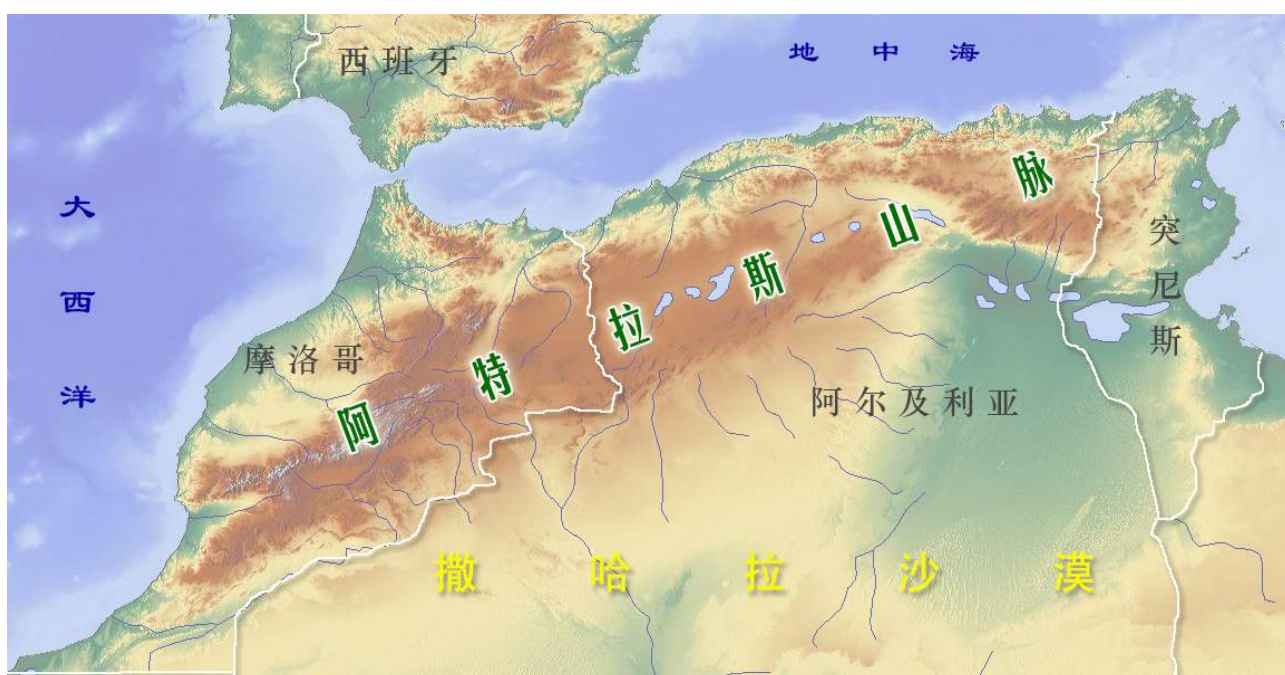 西班牙
地中海
大西洋
摩洛哥
阿特拉斯山脉
突尼斯
阿尔及利亚
撒哈拉沙漠